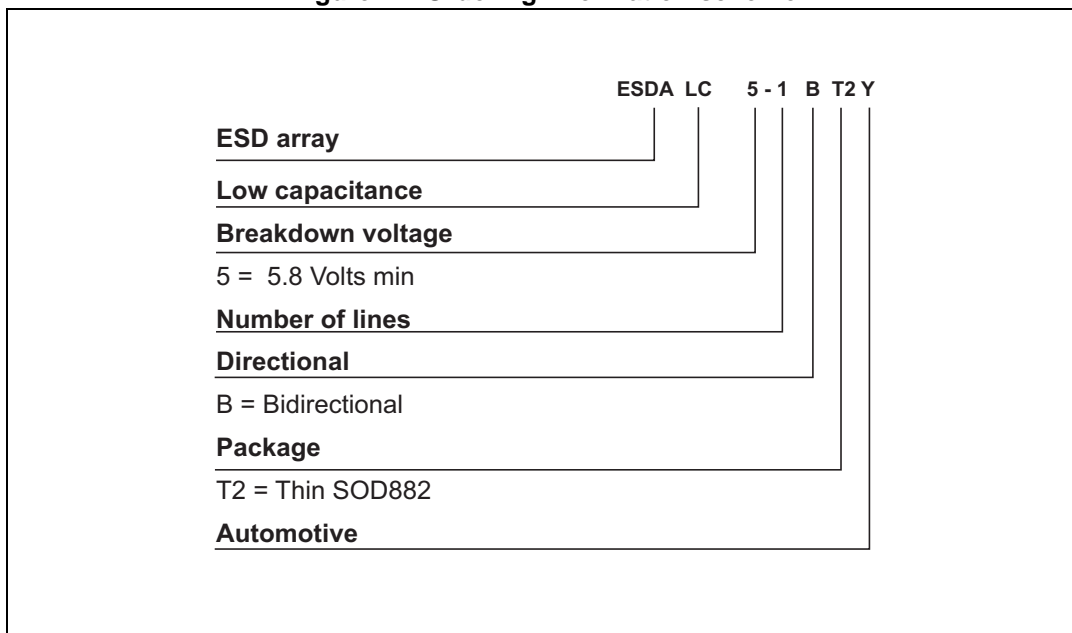 ESDA LC 5 - 1 B T2 Y
ESD array
Low capacitance
Breakdown voltage
5 = 5.8 Volts min
Number of lines
Directional
B = Bidirectional
Package
T2 = Thin SOD882
Automotive